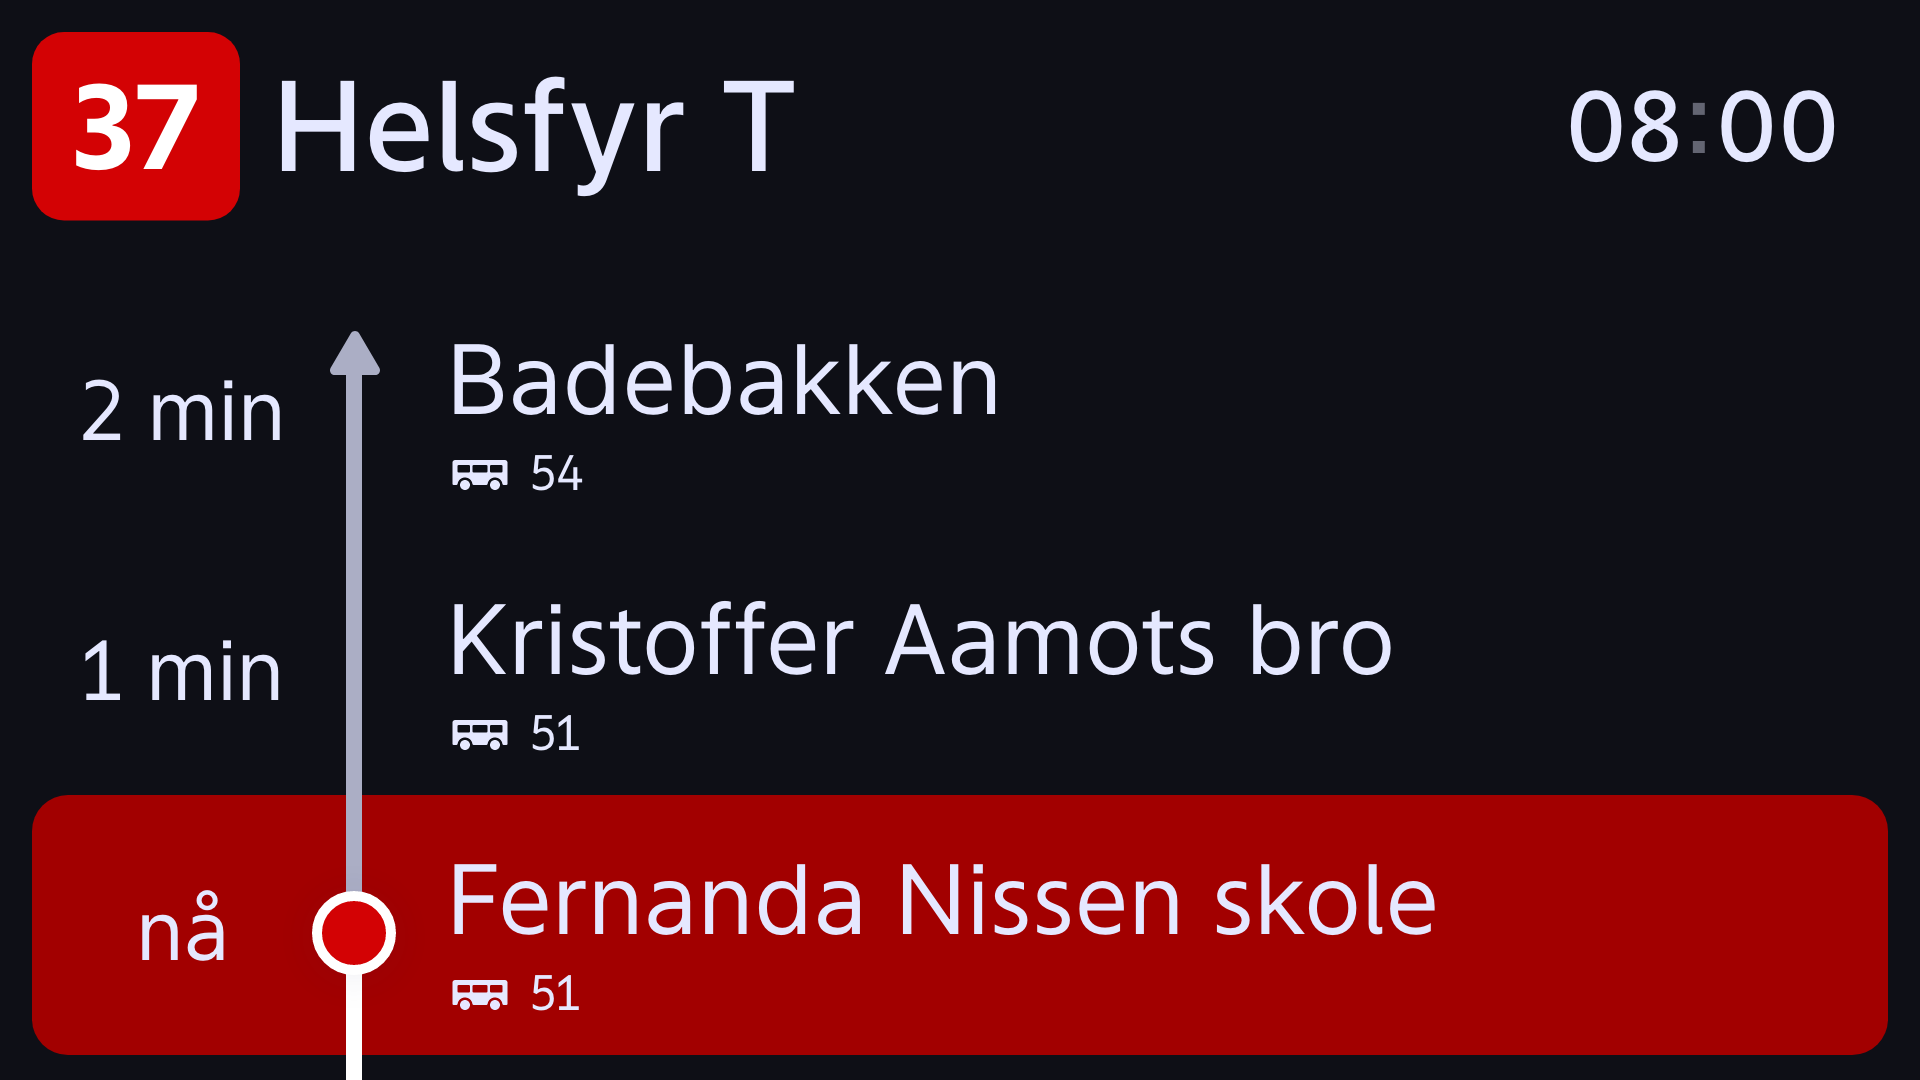 37 Helsfyr T 08:00
2 min Badebakken
54
1 min Kristoffer Aamots bro
51
nå Fernanda Nissen skole
51